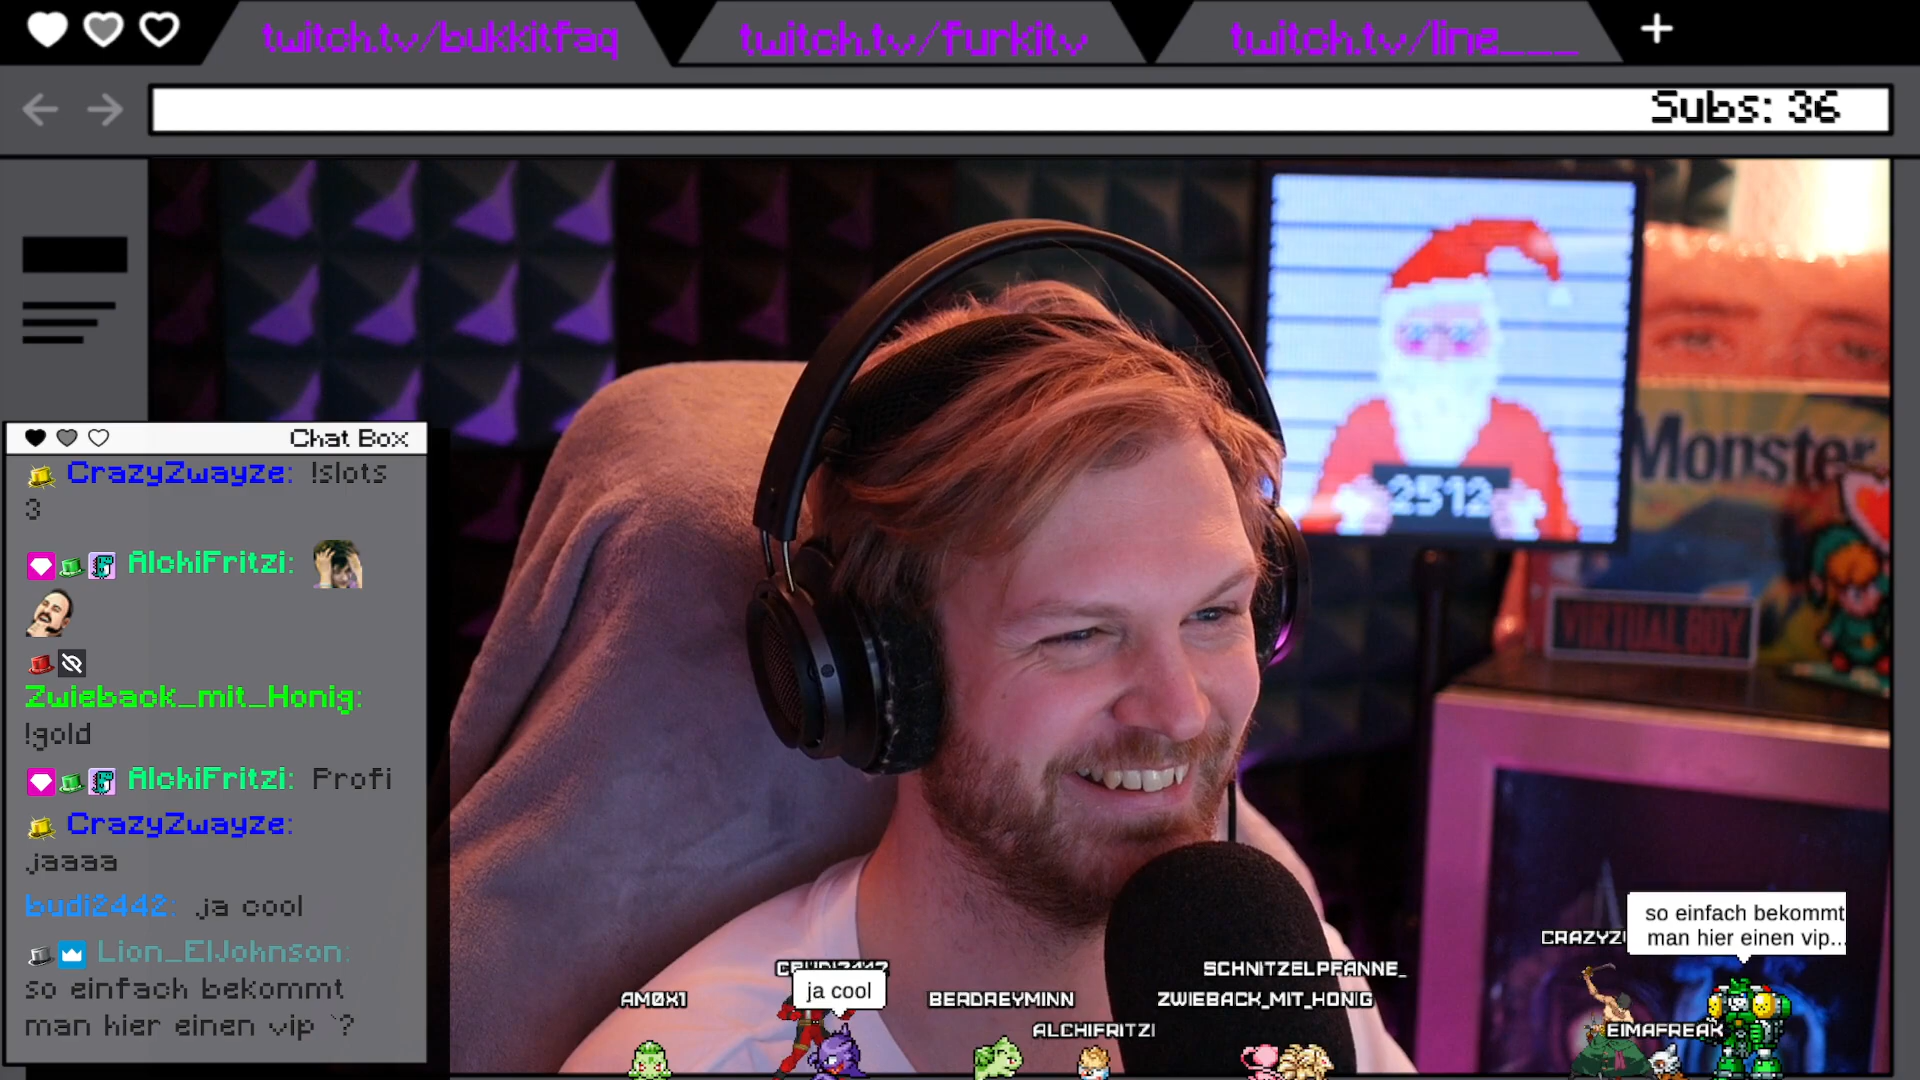 twitch.tv/bukkitfaq
twitch.tv/furkitv
twitch.tv/line___
Subs: 36
Chat Box
CrazyZwayze: !slots
3
AlchiFritzi:
Zwieback_mit_Honig:
!gold
AlchiFritzi: Profi
CrazyZwayze:
.jaaaa
budi2442: .ja cool
Lion_ElJohnson:
so einfach bekommt
man hier einen vip `?
2512
Monster
VIRTUAL BOY
so einfach bekommt
man hier einen vip...
CRAZYZ
SCHNITZELPFANNE_
ja cool
AM0X1
BERDREYMINN
ZWIEBACK_MIT_HONIG
ALCHIFRITZI
EIMAFREAK